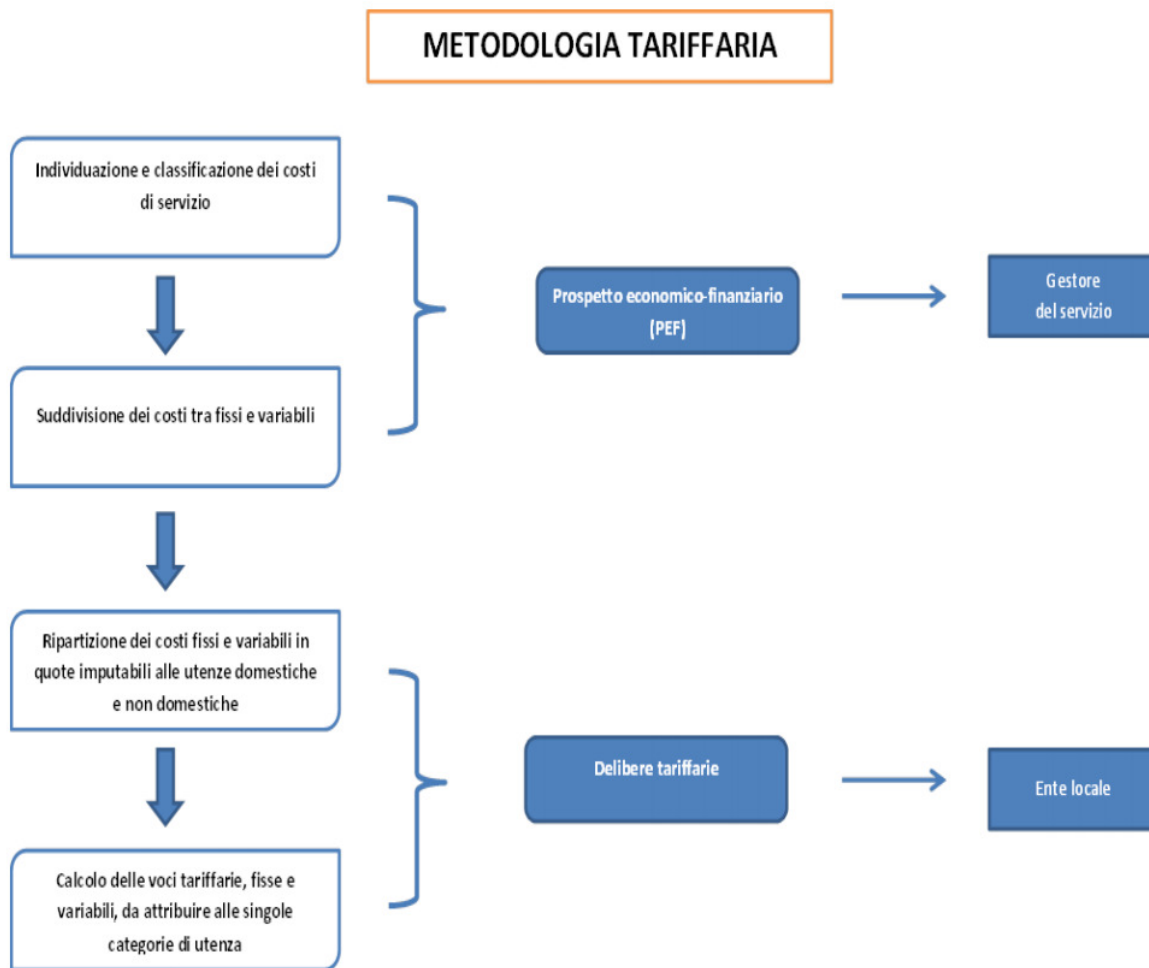 METODOLOGIA TARIFFARIA
Individuazione e classificazione dei costi
di servizio
Prospetto economico-finanziario
(PEF)
Gestore
del servizio
Suddivisione dei costi tra fissi e variabili
Ripartizione dei costi fissi e variabili in
quote imputabili alle utenze domestiche
e non domestiche
Delibere tariffarie
Ente locale
Calcolo delle voci tariffarie, fisse e
variabili, da attribuire alle singole
categorie di utenza